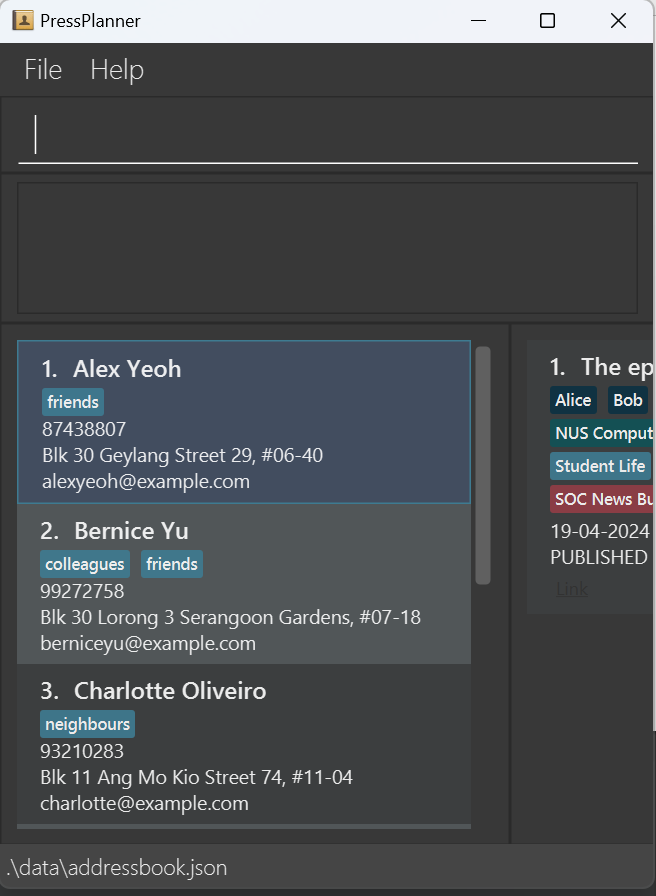 PressPlanner
File Help
1. Alex Yeoh
friends
87438807
Blk 30 Geylang Street 29, #06-40
alexyeoh@example.com
2. Bernice Yu
colleagues friends
99272758
Blk 30 Lorong 3 Serangoon Gardens, #07-18
berniceyu@example.com
3. Charlotte Oliveiro
neighbours
93210283
Blk 11 Ang Mo Kio Street 74, #11-04
charlotte@example.com
1. The ep
Alice Bob
NUS Comput
Student Life
SOC News Bu
19-04-2024
PUBLISHED
Link
.\data\addressbook.json